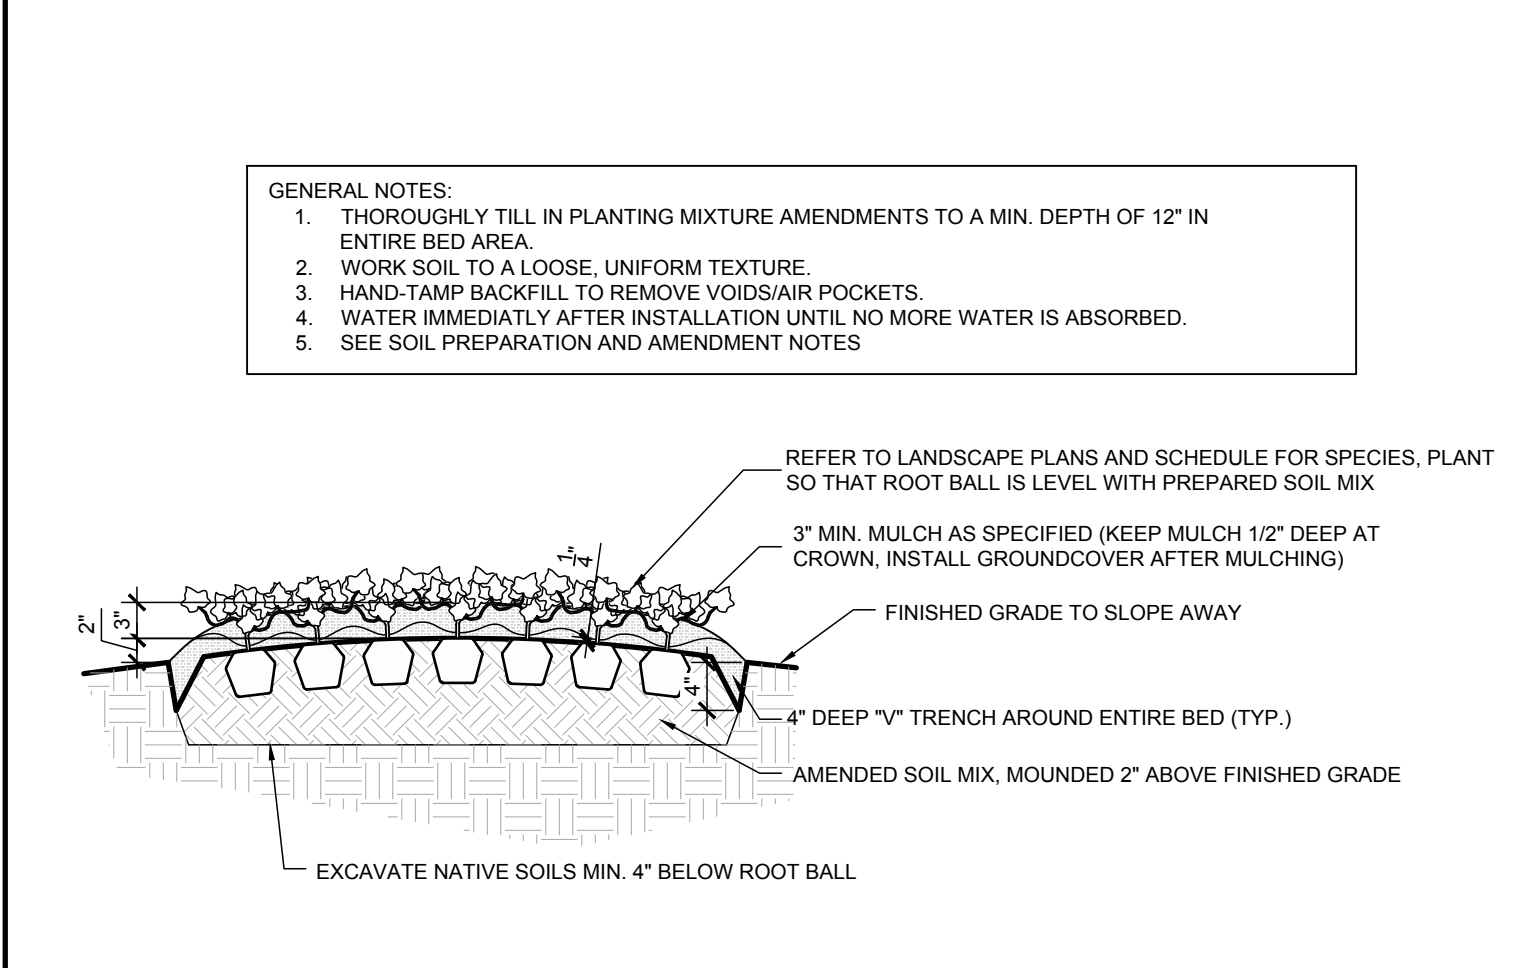 GENERAL NOTES:
1. THOROUGHLY TILL IN PLANTING MIXTURE AMENDMENTS TO A MIN. DEPTH OF 12" IN
ENTIRE BED AREA.
2. WORK SOIL TO A LOOSE, UNIFORM TEXTURE.
3. HAND-TAMP BACKFILL TO REMOVE VOIDS/AIR POCKETS.
4. WATER IMMEDIATLY AFTER INSTALLATION UNTIL NO MORE WATER IS ABSORBED.
5. SEE SOIL PREPARATION AND AMENDMENT NOTES
REFER TO LANDSCAPE PLANS AND SCHEDULE FOR SPECIES, PLANT
SO THAT ROOT BALL IS LEVEL WITH PREPARED SOIL MIX
3" MIN. MULCH AS SPECIFIED (KEEP MULCH 1/2" DEEP AT
CROWN, INSTALL GROUNDCOVER AFTER MULCHING)
1/4"
FINISHED GRADE TO SLOPE AWAY
2"
3"
4"
4" DEEP "V" TRENCH AROUND ENTIRE BED (TYP.)
AMENDED SOIL MIX, MOUNDED 2" ABOVE FINISHED GRADE
EXCAVATE NATIVE SOILS MIN. 4" BELOW ROOT BALL